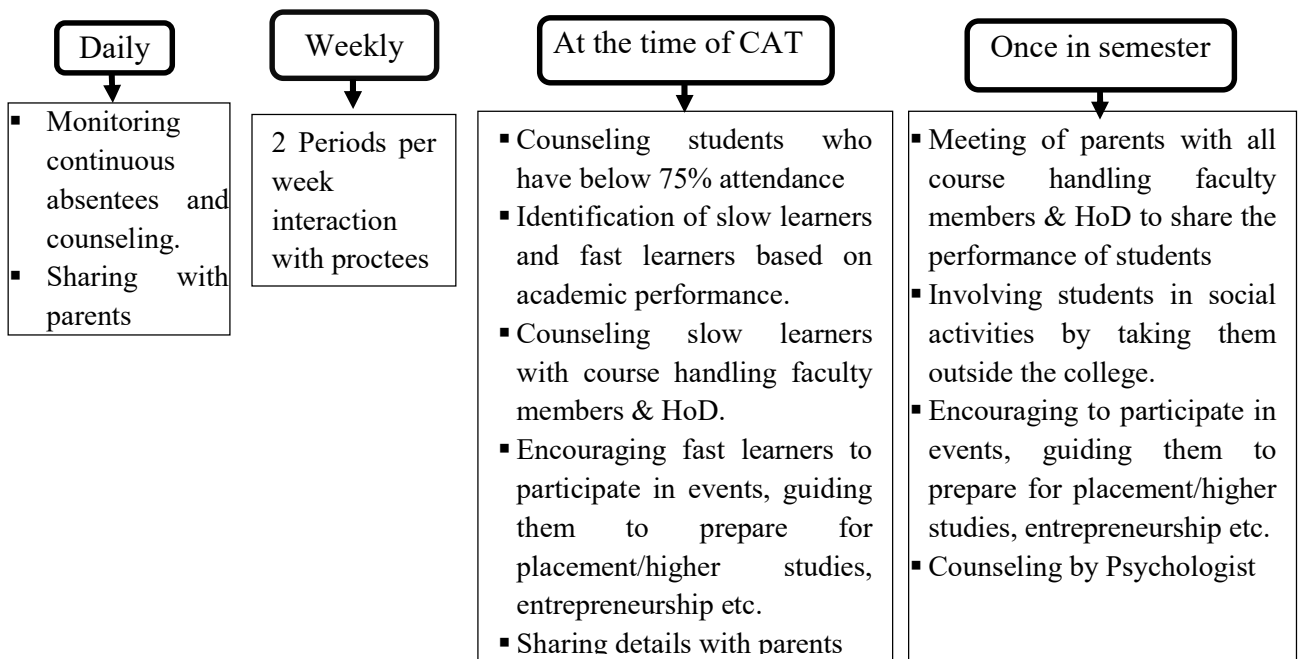 Daily
▪ Monitoring
continuous
absentees and
counseling.
▪ Sharing with
parents
Weekly
2 Periods per
week
interaction
with proctees
At the time of CAT
▪ Counseling students who
have below 75% attendance
▪ Identification of slow learners
and fast learners based on
academic performance.
▪ Counseling slow learners
with course handling faculty
members & HoD.
▪ Encouraging fast learners to
participate in events, guiding
them to prepare for
placement/higher studies,
entrepreneurship etc.
▪ Sharing details with parents
Once in semester
▪ Meeting of parents with all
course handling faculty
members & HoD to share the
performance of students
▪ Involving students in social
activities by taking them
outside the college.
▪ Encouraging to participate in
events, guiding them to
prepare for placement/higher
studies, entrepreneurship etc.
▪ Counseling by Psychologist